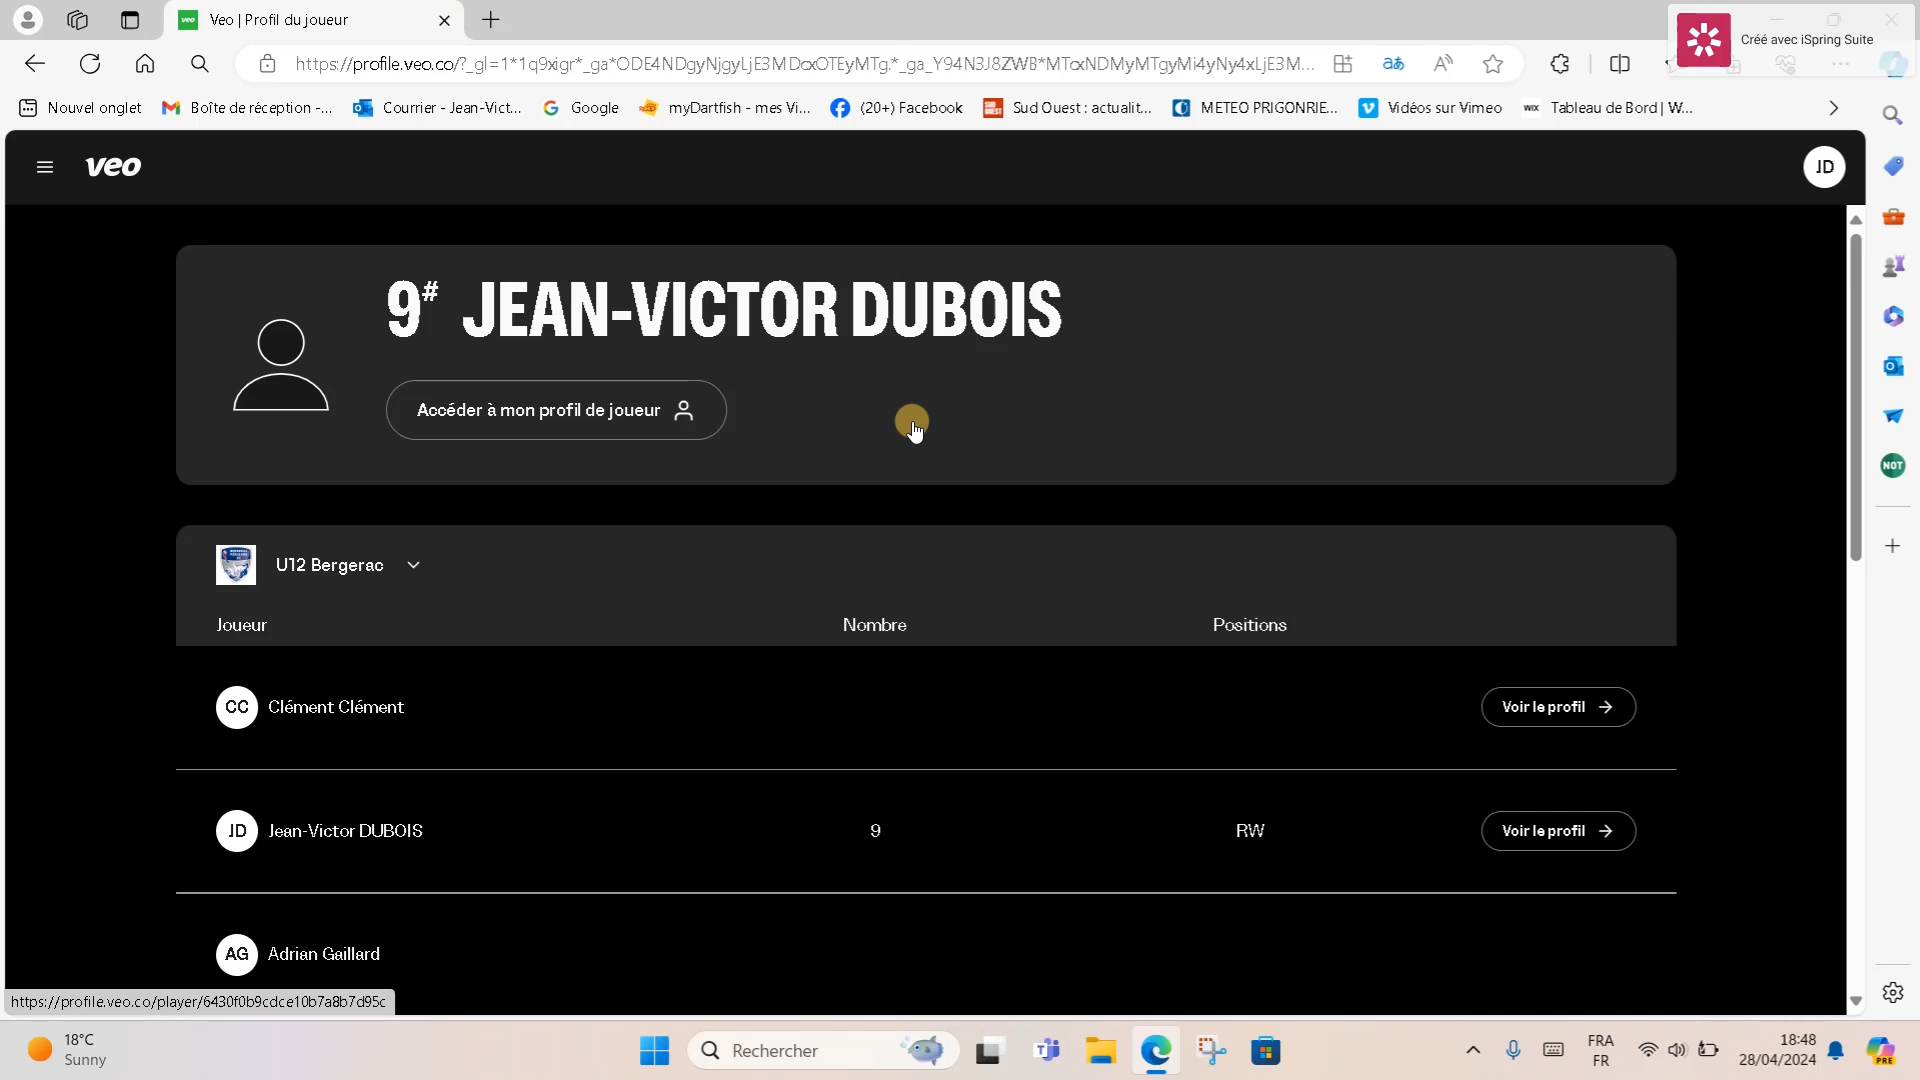 veo Veo | Profil du joueur
Créé avec iSpring Suite
https://profile.veo.co/?_gl=1*1q9xigr*_ga*ODE4NDgyNjgyLjE3MDcxOTEyMTg.*_ga_Y94N3J8ZWB*MTcxNDMyMTgyMi4yNy4xLjE3M...
Nouvel onglet Boîte de réception -... Courrier - Jean-Vict... Google myDartfish - mes Vi... (20+) Facebook Sud Ouest : actualit... METEO PRIGONRIE... Vidéos sur Vimeo WIX Tableau de Bord | W...
veo JD
9# JEAN-VICTOR DUBOIS
Accéder à mon profil de joueur
NOT
U12 Bergerac
Joueur Nombre Positions
CC Clément Clément Voir le profil
JD Jean-Victor DUBOIS 9 RW Voir le profil
AG Adrian Gaillard
https://profile.veo.co/player/6430f0b9cdce10b7a8b7d95c
18°C
Sunny
Rechercher
FRA
FR
18:48
28/04/2024
PRE